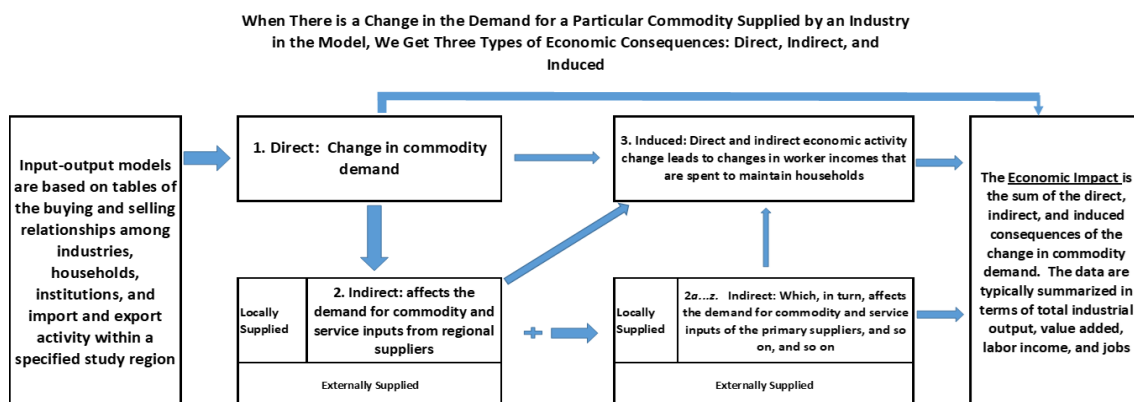 When There is a Change in the Demand for a Particular Commodity Supplied by an Industry
in the Model, We Get Three Types of Economic Consequences: Direct, Indirect, and
Induced
Input-output models
are based on tables of
the buying and selling
relationships among
industries,
households,
institutions, and
import and export
activity within a
specified study region
1. Direct: Change in commodity
demand
3. Induced: Direct and indirect economic activity
change leads to changes in worker incomes that
are spent to maintain households
Locally
Supplied
2. Indirect: affects the
demand for commodity and
service inputs from regional
suppliers
Externally Supplied
+
Locally
Supplied
2a...z. Indirect: Which, in turn, affects
the demand for commodity and service
inputs of the primary suppliers, and so
on, and so on
Externally Supplied
The Economic Impact is
the sum of the direct,
indirect, and induced
consequences of the
change in commodity
demand. The data are
typically summarized in
terms of total industrial
output, value added,
labor income, and jobs